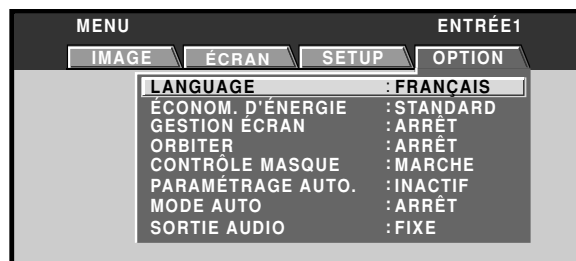 MENU ENTRÉE1
IMAGE ÉCRAN SETUP OPTION
LANGUAGE : FRANÇAIS
ÉCONOM. D'ÉNERGIE : STANDARD
GESTION ÉCRAN : ARRÊT
ORBITER : ARRÊT
CONTRÔLE MASQUE : MARCHE
PARAMÉTRAGE AUTO. : INACTIF
MODE AUTO : ARRÊT
SORTIE AUDIO : FIXE